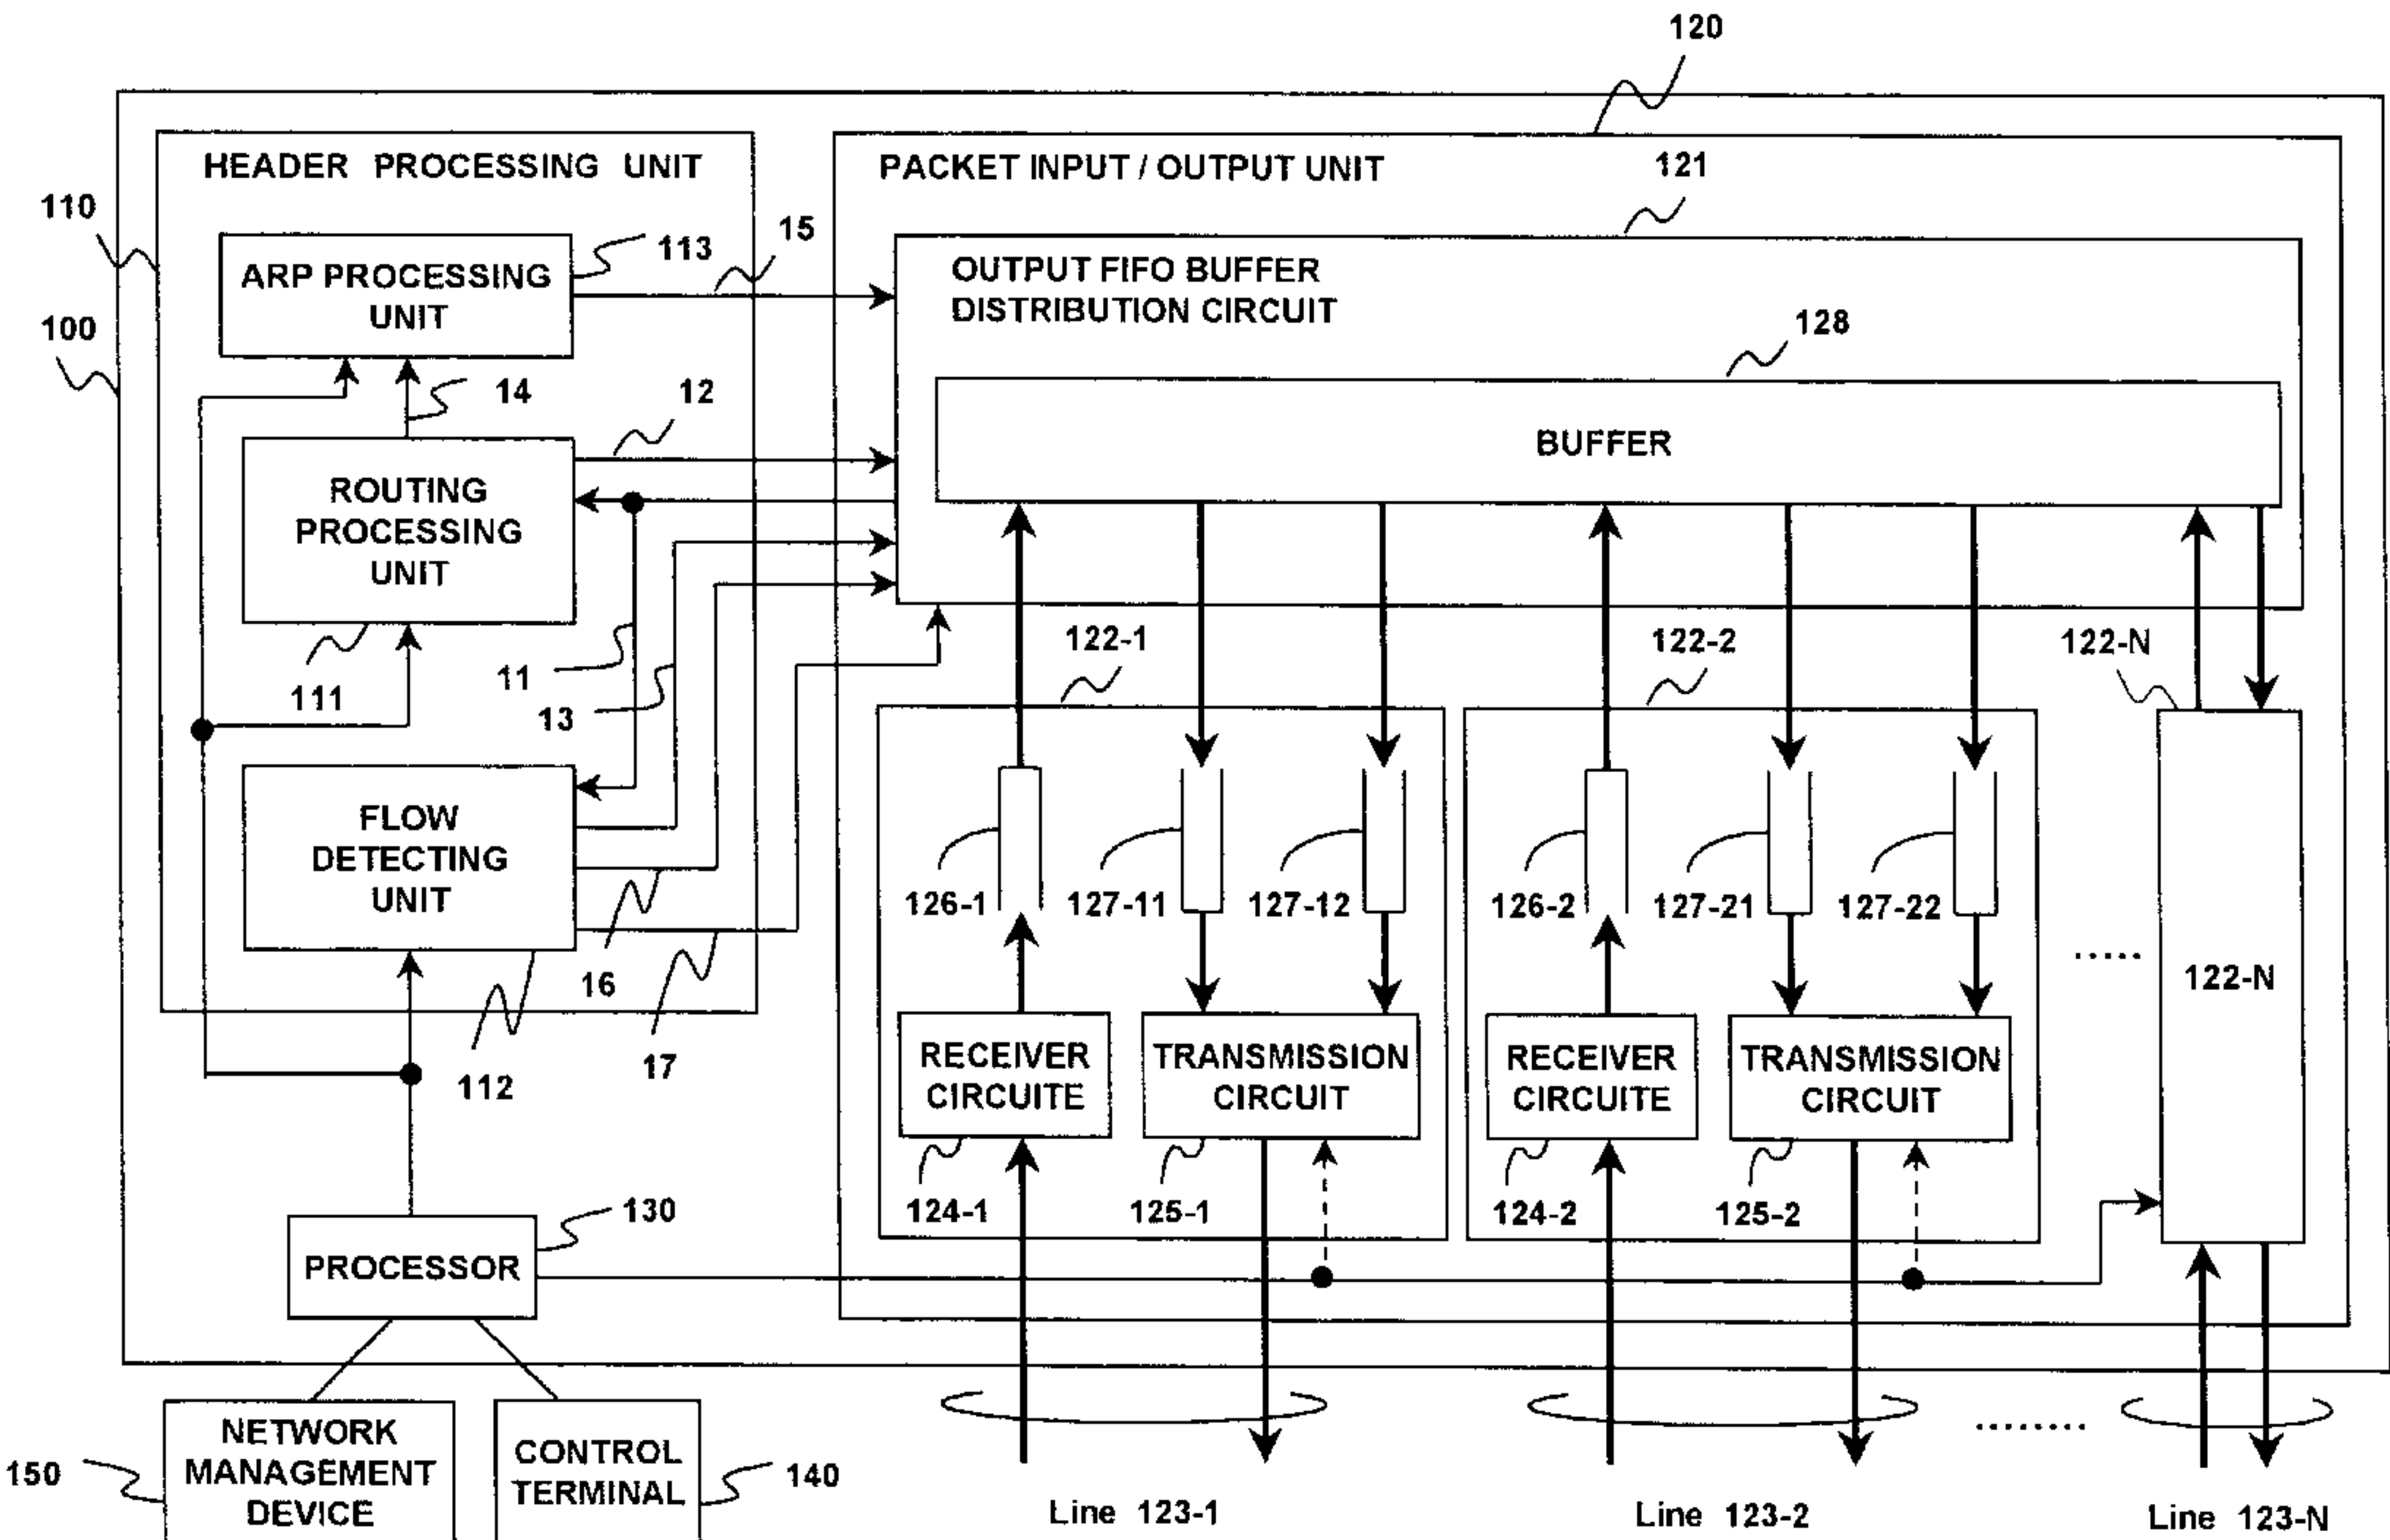 120
HEADER PROCESSING UNIT
PACKET INPUT / OUTPUT UNIT
121
110
15
113
ARP PROCESSING
UNIT
OUTPUT FIFO BUFFER
DISTRIBUTION CIRCUIT
100
128
14
12
BUFFER
ROUTING
PROCESSING
UNIT
122-1
122-2
122-N
11
111
13
FLOW
DETECTING
UNIT
126-1
127-11
127-12
126-2
127-21
127-22
.....
122-N
16
17
112
RECEIVER
CIRCUITE
TRANSMISSION
CIRCUIT
RECEIVER
CIRCUITE
TRANSMISSION
CIRCUIT
130
124-1
125-1
124-2
125-2
PROCESSOR
150
NETWORK
MANAGEMENT
DEVICE
CONTROL
TERMINAL
140
........
Line 123-1
Line 123-2
Line 123-N